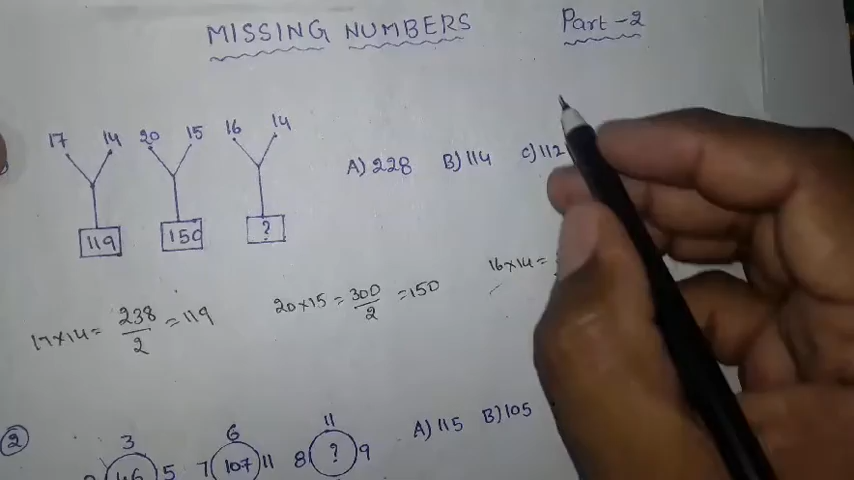 MISSING NUMBERS Part-2
17 14 20 15 16 14
A) 228 B) 114 C) 112
119 150 ?
17x14 = 238/2 = 119 20x15 = 300/2 = 150 16x14 =
2
3 6 11 A) 115 B) 105
46 5 7 107 11 8 ? 9